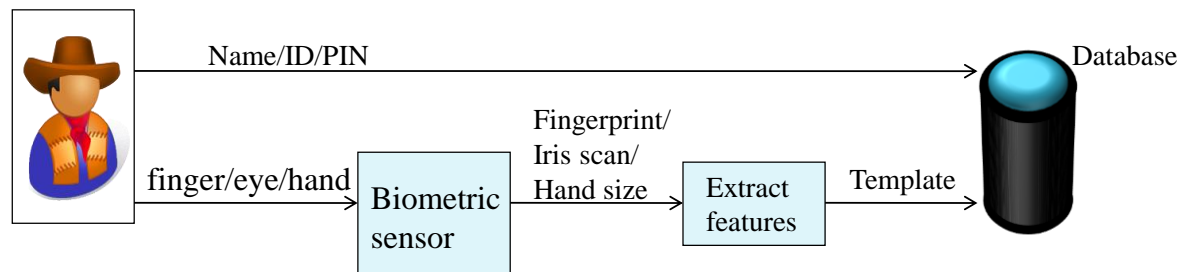 Name/ID/PIN
Database
finger/eye/hand
Biometric
sensor
Fingerprint/
Iris scan/
Hand size
Extract
features
Template